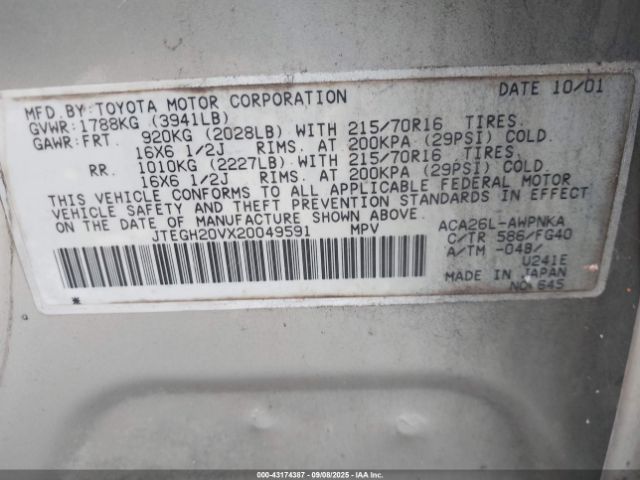 MFD.BY:TOYOTA MOTOR CORPORATION DATE 10/01
GVWR:1788KG (3941LB)
GAWR:FRT. 920KG (2028LB) WITH 215/70R16 TIRES.
16X6 1/2J RIMS. AT 200KPA (29PSI) COLD.
RR. 1010KG (2227LB) WITH 215/70R16 TIRES.
16X6 1/2J RIMS. AT 200KPA (29PSI) COLD.
THIS VEHICLE CONFORMS TO ALL APPLICABLE FEDERAL MOTOR
VEHICLE SAFETY AND THEFT PREVENTION STANDARDS IN EFFECT
ON THE DATE OF MANUFACTURE SHOWN ABOVE.
JTEGH20VX20049591 MPV ACA26L-AWPNKA
C/TR 586/FG40
A/TM -04B/
U241E
MADE IN JAPAN
NO.645
*
000-43174387 - 09/08/2025 - www.iaai.com